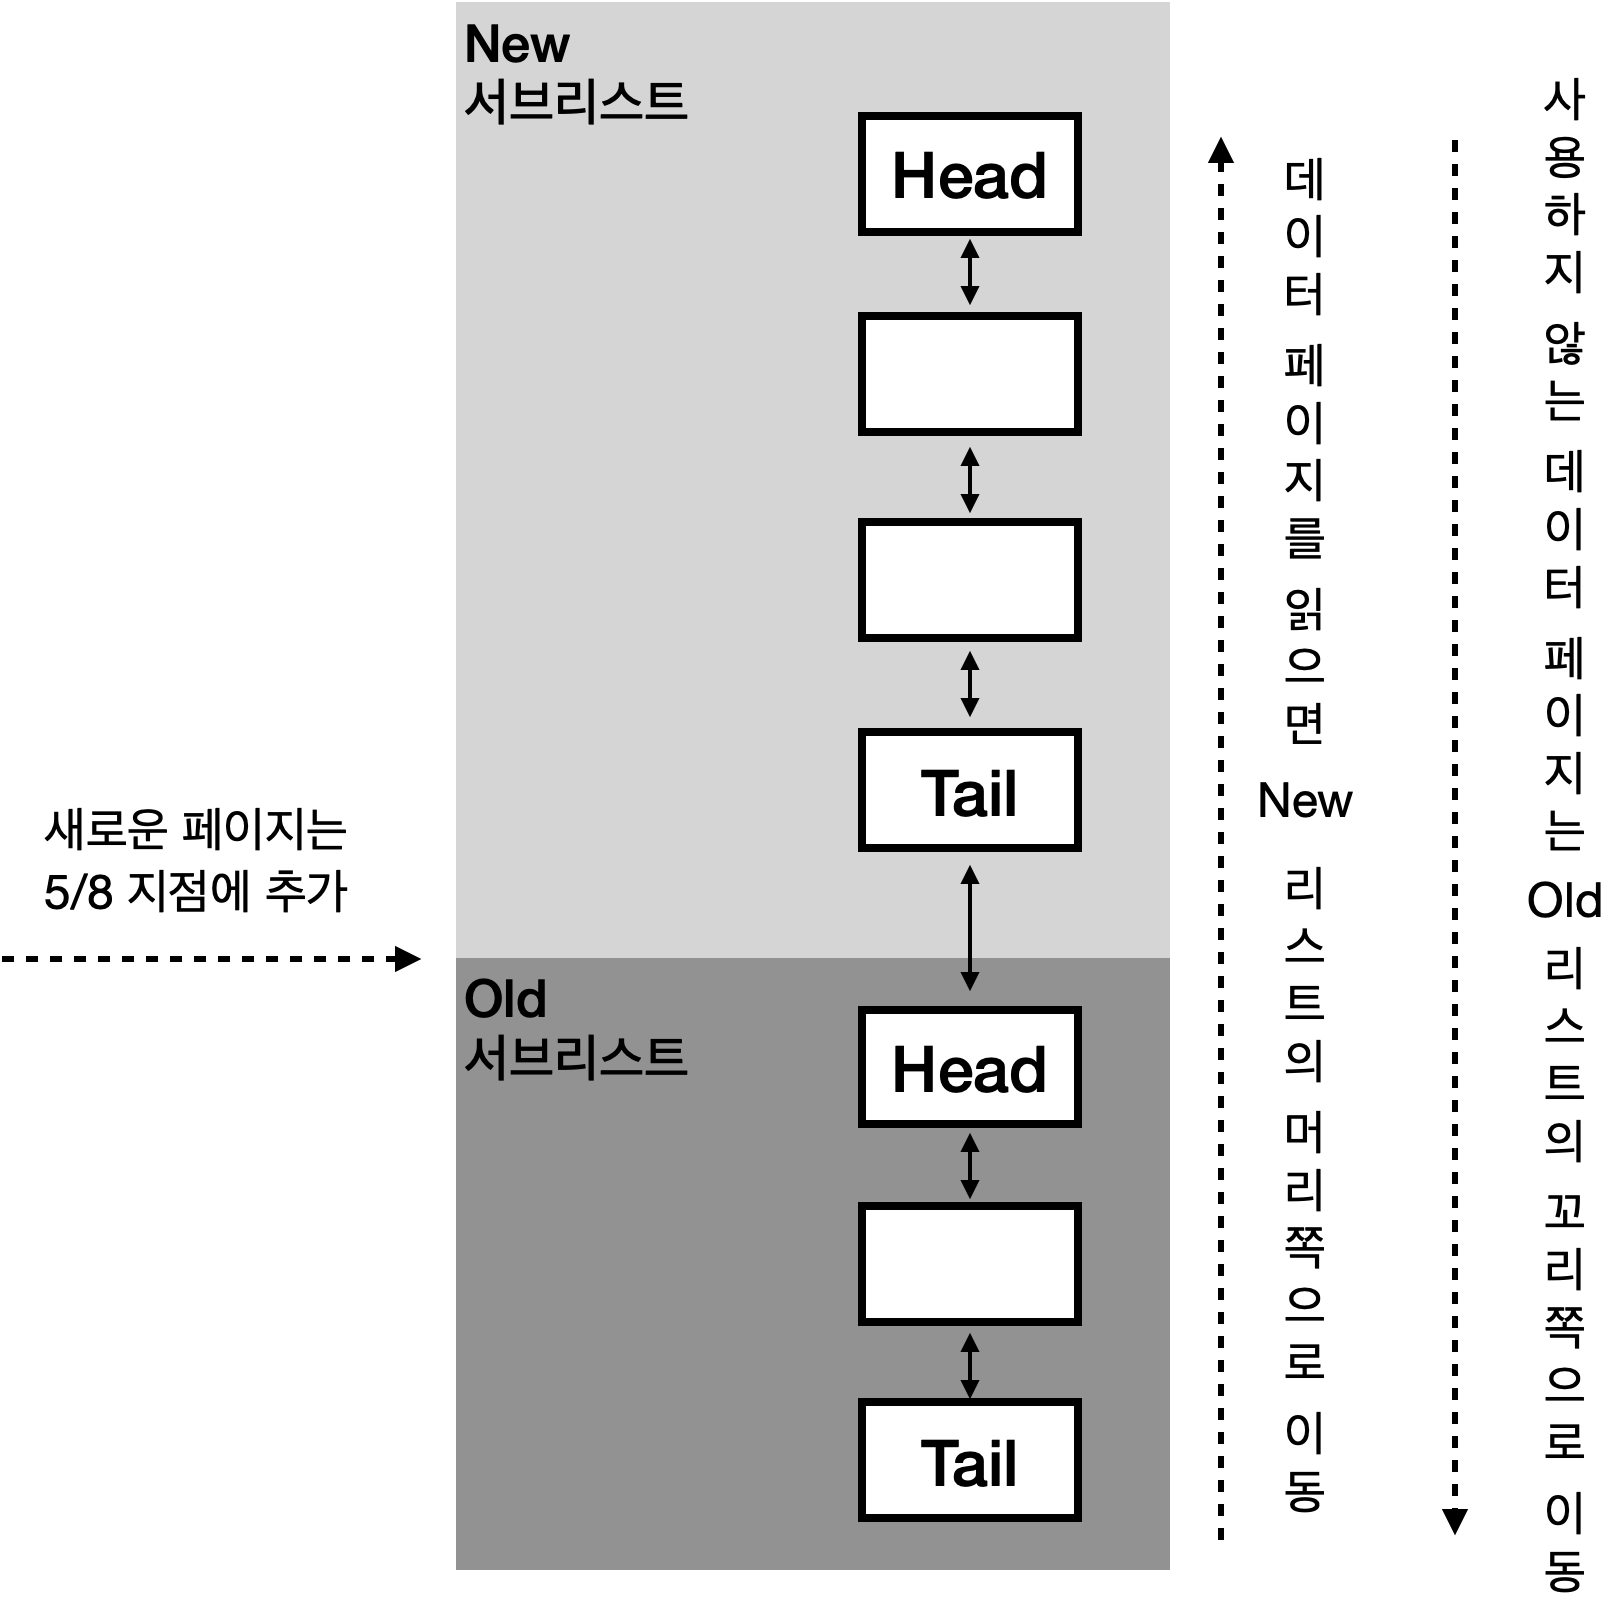 New
서브리스트
Head
Tail
새로운 페이지는
5/8 지점에 추가
Old
서브리스트
Head
Tail
데이터 페이지를 읽으면 New 리스트의 머리쪽으로 이동
사용하지 않는 데이터 페이지는 Old 리스트의 꼬리쪽으로 이동